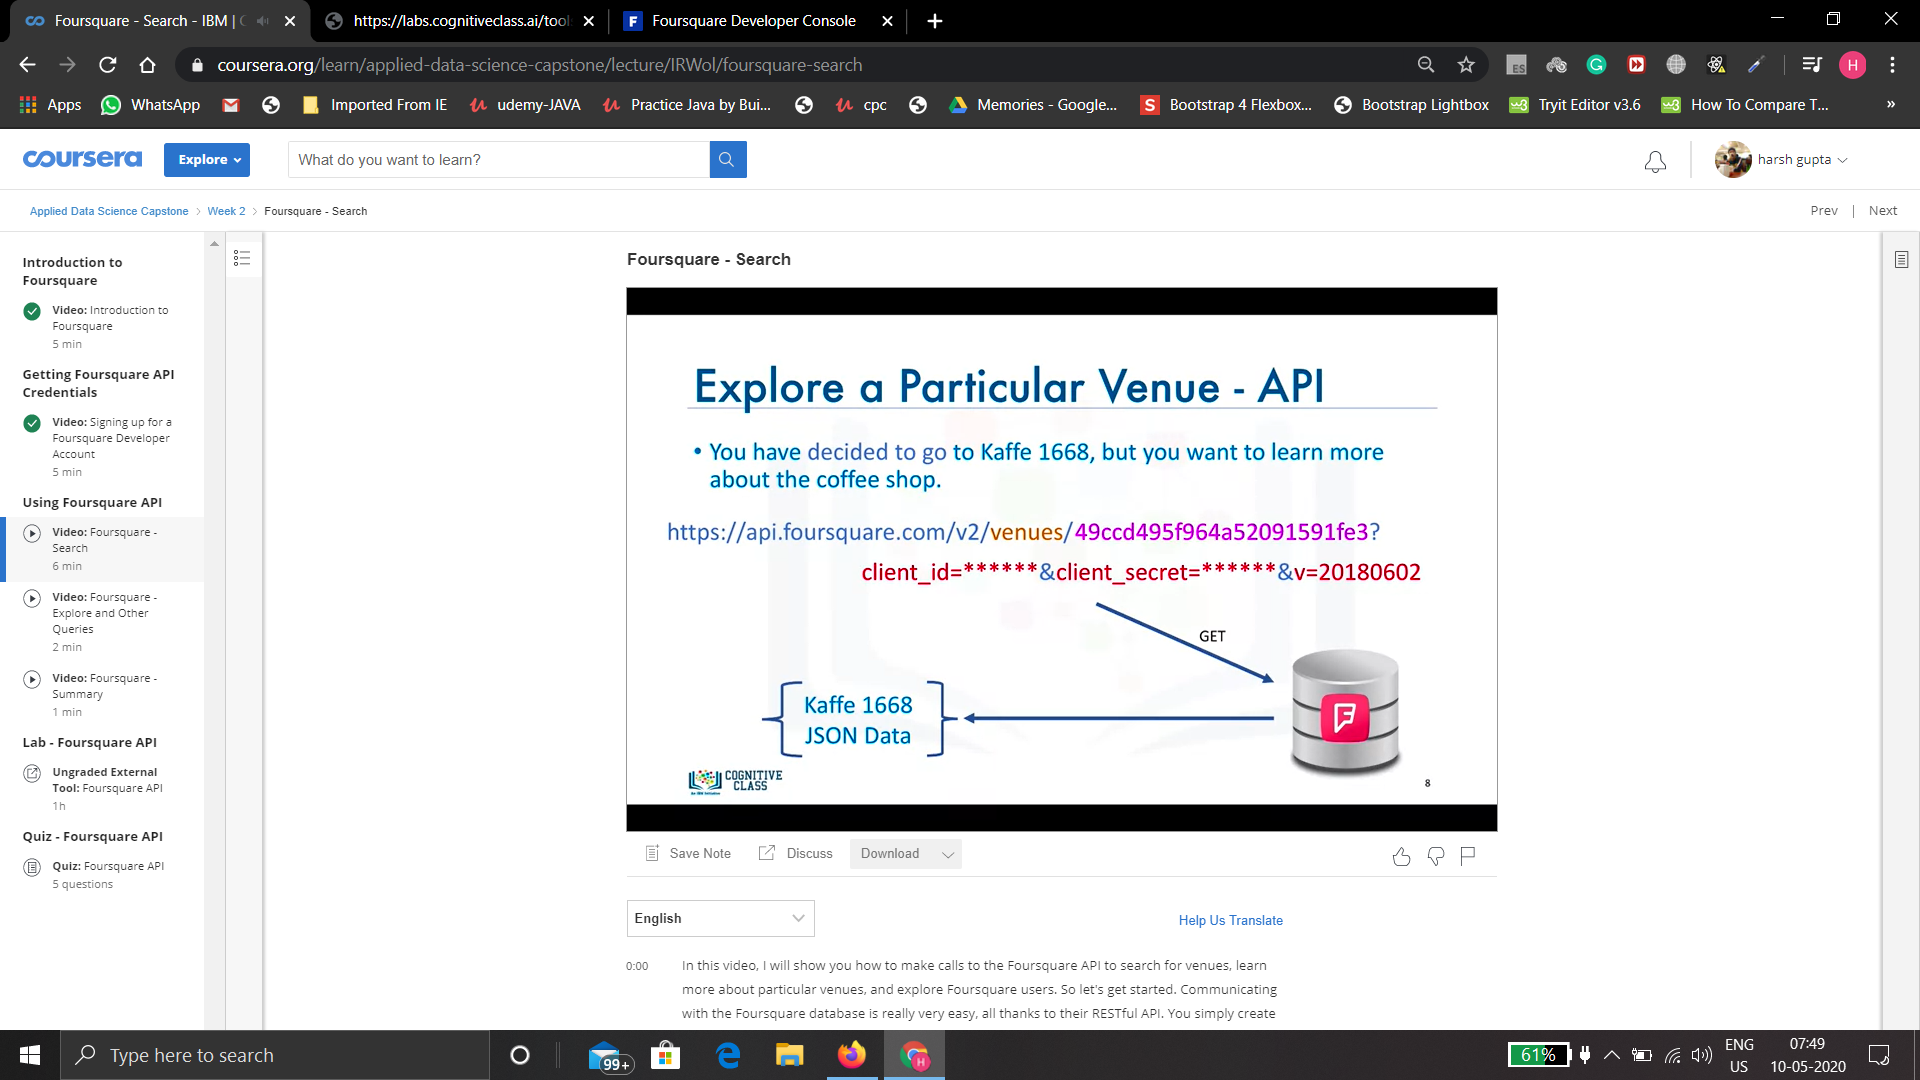 Foursquare - Search - IBM | C
https://labs.cognitiveclass.ai/tool
Foursquare Developer Console
coursera.org/learn/applied-data-science-capstone/lecture/IRWol/foursquare-search
Apps
WhatsApp
Imported From IE
udemy-JAVA
Practice Java by Bui...
cpc
Memories - Google...
Bootstrap 4 Flexbox...
Bootstrap Lightbox
Tryit Editor v3.6
How To Compare T...
»
coursera
Explore
What do you want to learn?
harsh gupta
Applied Data Science Capstone > Week 2 > Foursquare - Search
Prev | Next
Introduction to
Foursquare
Video: Introduction to
Foursquare
5 min
Getting Foursquare API
Credentials
Video: Signing up for a
Foursquare Developer
Account
5 min
Using Foursquare API
Video: Foursquare -
Search
6 min
Video: Foursquare -
Explore and Other
Queries
2 min
Video: Foursquare -
Summary
1 min
Lab - Foursquare API
Ungraded External
Tool: Foursquare API
1h
Quiz - Foursquare API
Quiz: Foursquare API
5 questions
Foursquare - Search
Explore a Particular Venue - API
• You have decided to go to Kaffe 1668, but you want to learn more
about the coffee shop.
https://api.foursquare.com/v2/venues/49ccd495f964a52091591fe3?
client_id=******&client_secret=******&v=20180602
GET
Kaffe 1668
JSON Data
COGNITIVE
CLASS
An IBM Initiative
8
Save Note
Discuss
Download
English
Help Us Translate
0:00
In this video, I will show you how to make calls to the Foursquare API to search for venues, learn
more about particular venues, and explore Foursquare users. So let's get started. Communicating
with the Foursquare database is really very easy, all thanks to their RESTful API. You simply create
Type here to search
99+
61%
ENG
US
07:49
10-05-2020